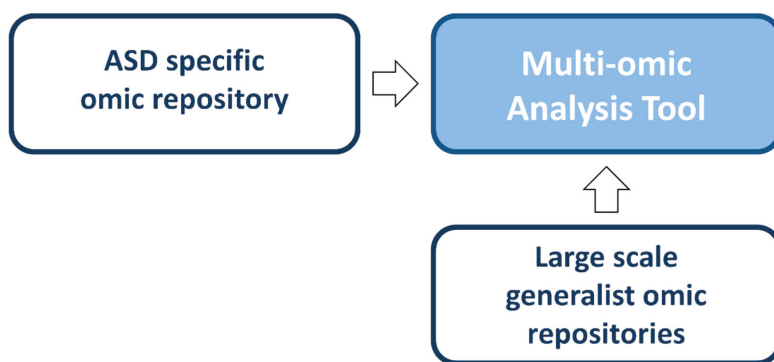 ASD specific
omic repository
Multi-omic
Analysis Tool
Large scale
generalist omic
repositories